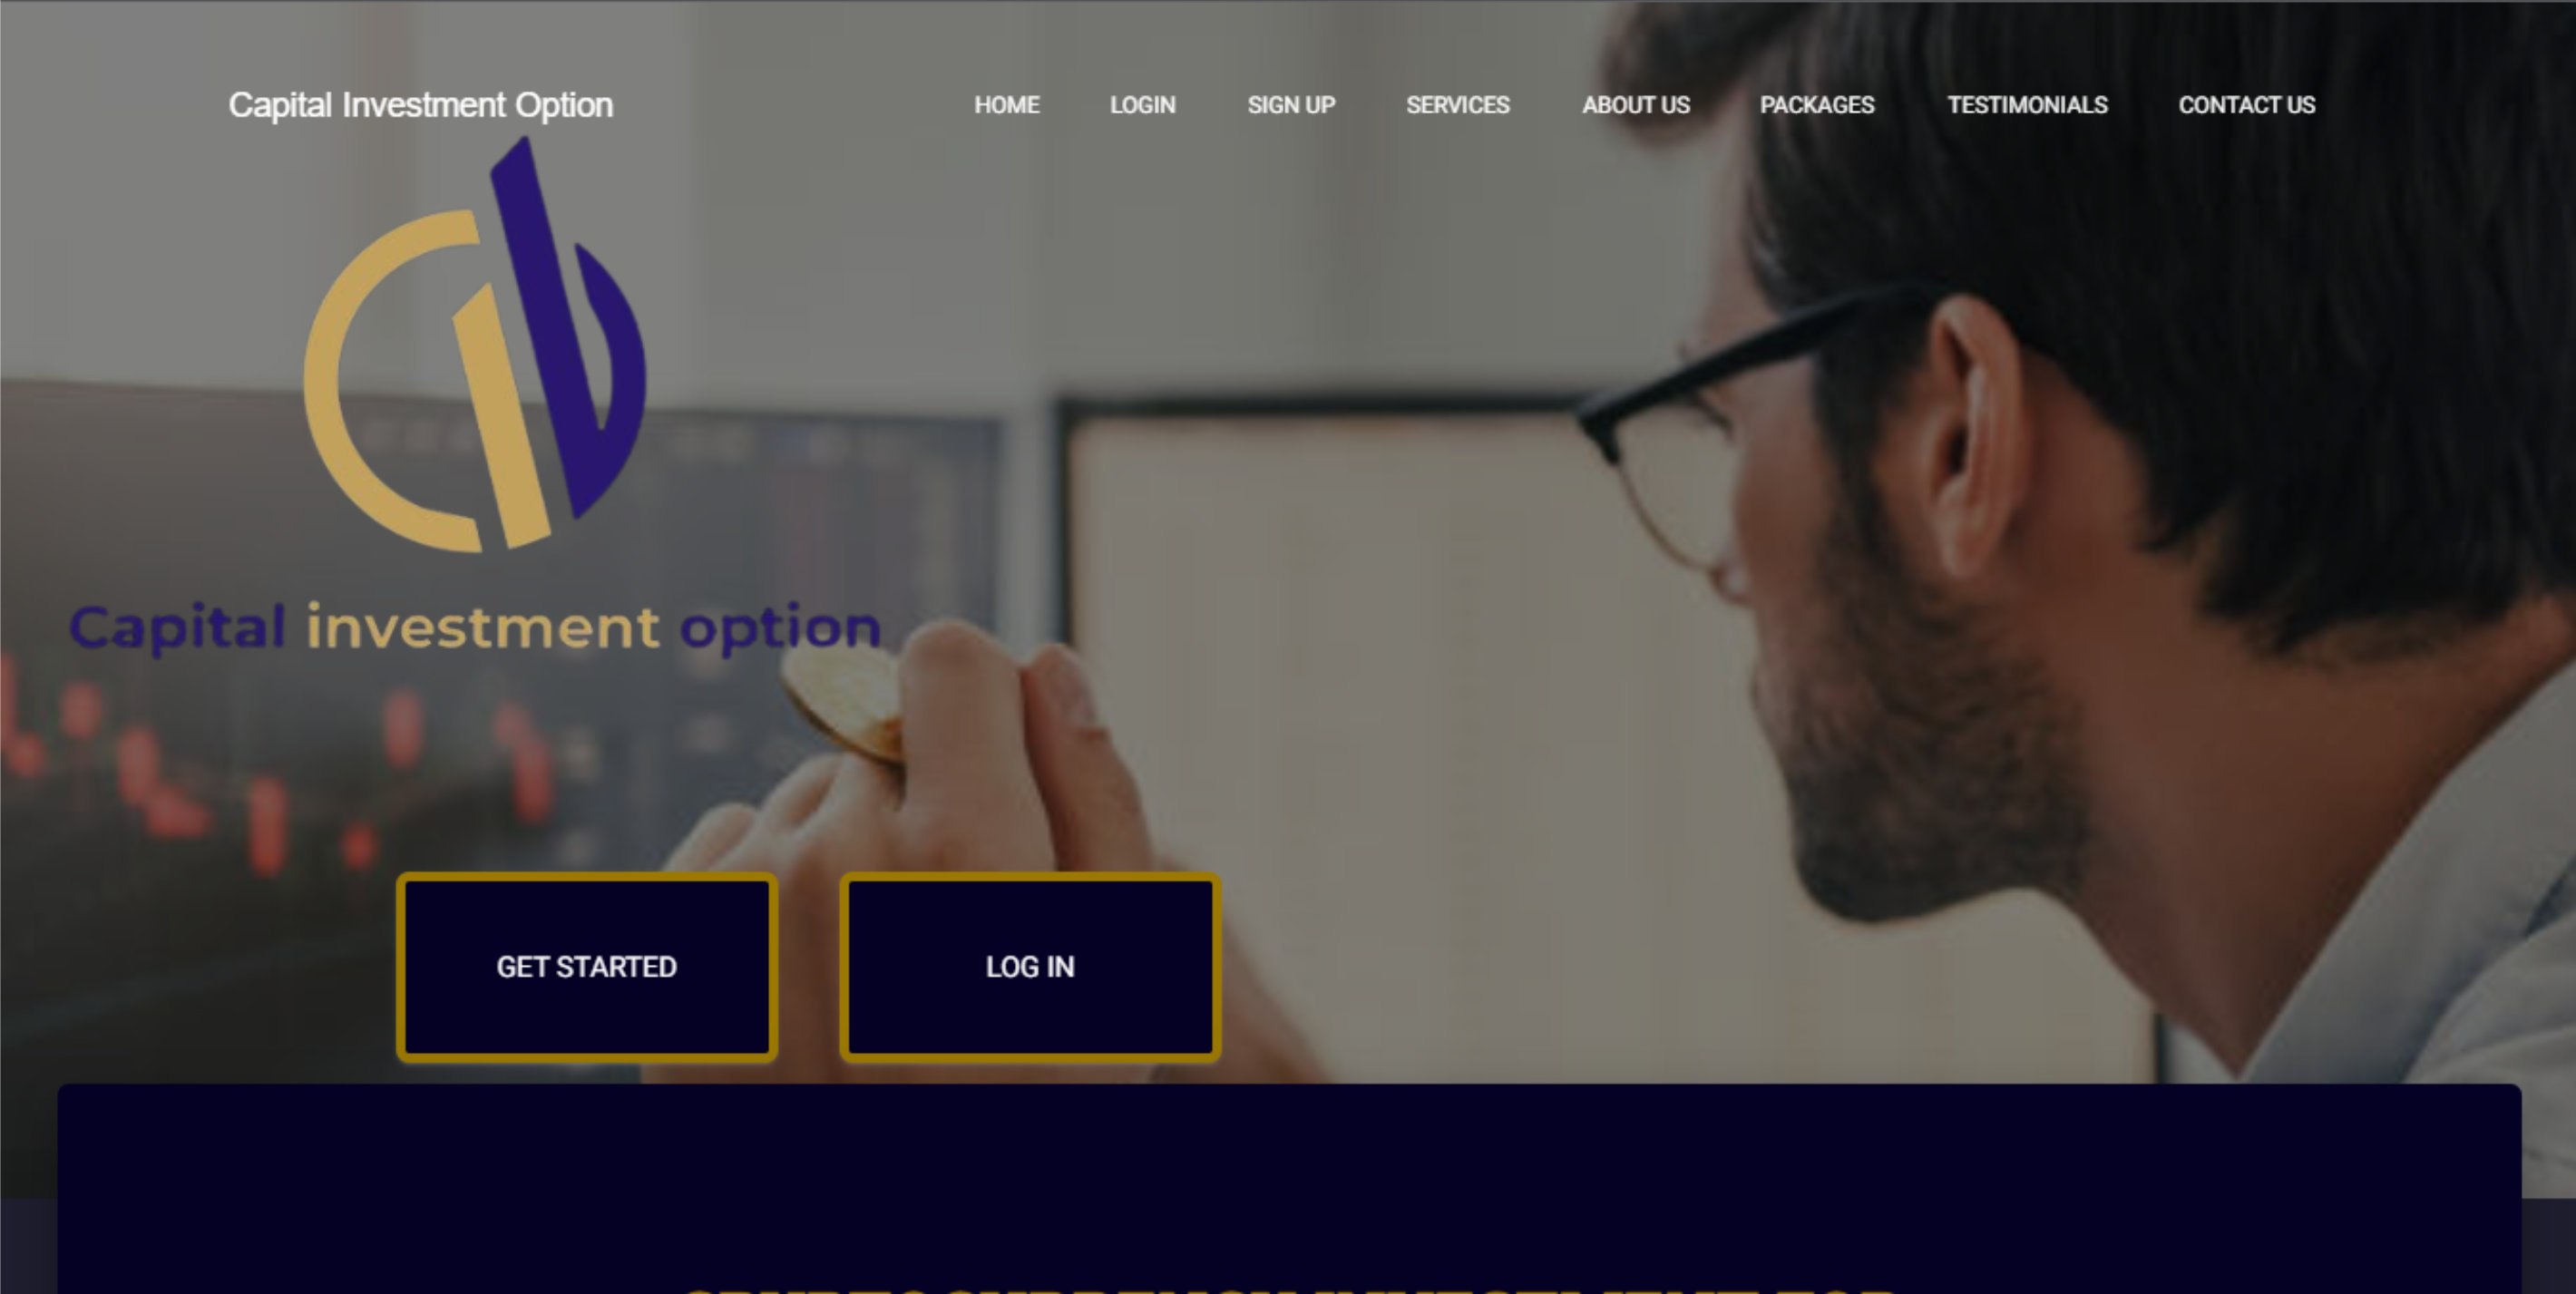 Capital Investment Option
HOME LOGIN SIGN UP SERVICES ABOUT US PACKAGES TESTIMONIALS CONTACT US
Capital investment option
GET STARTED LOG IN